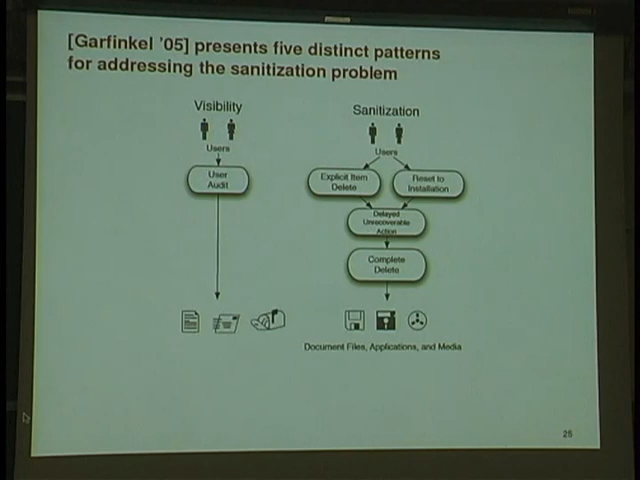 [Garfinkel '05] presents five distinct patterns
for addressing the sanitization problem
Visibility
Users
User
Audit
Sanitization
Users
Explicit Item
Delete
Reset to
Installation
Delayed
Unrecoverable
Action
Complete
Delete
Document Files, Applications, and Media
25